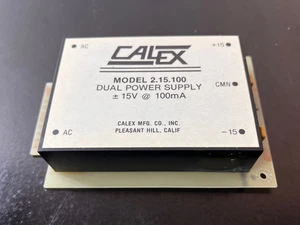 AC
CALEX
+15
MODEL 2.15.100
DUAL POWER SUPPLY
± 15V @ 100mA
CMN
CALEX MFG. CO., INC.
PLEASANT HILL, CALIF
AC
-15